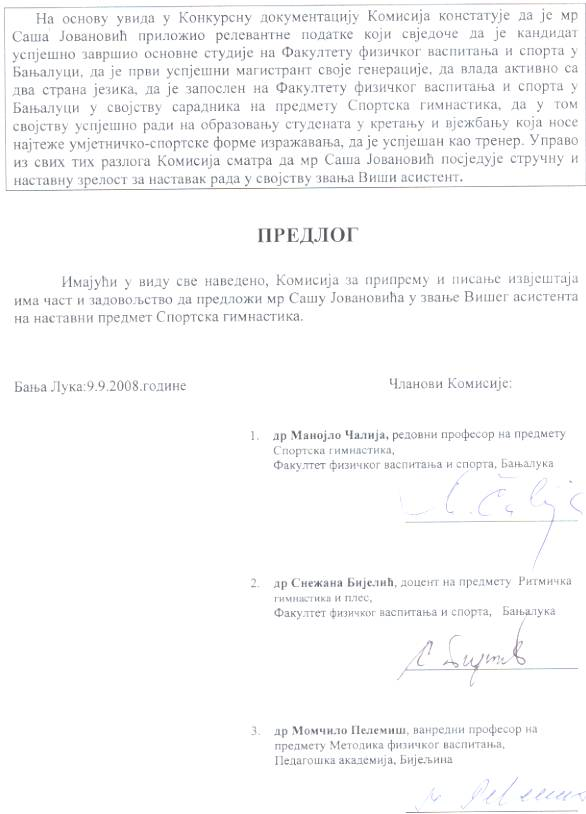 На основу увида у Конкурсну документацију Комисија констатује да је мр
Саша Јовановић приложио релевантне податке који свједоче да је кандидат
успјешно завршио основне студије на Факултету физичког васпитања и спорта у
Бањалуци, да је први успјешни магистрант своје генерације, да влада активно са
два страна језика, да је запослен на Факултету физичког васпитања и спорта у
Бањалуци у својству сарадника на предмету Спортска гимнастика, да у том
својству успјешно ради на образовању студената у кретању и вјежбању која носе
најтеже умјетничко-спортске форме изражавања, да је успјешан као тренер. Управо
из свих тих разлога Комисија сматра да мр Саша Јовановић посједује стручну и
наставну зрелост за наставак рада у својству звања Виши асистент.
ПРЕДЛОГ
Имајући у виду све наведено, Комисија за припрему и писање извјештаја
има част и задовољство да предложи мр Сашу Јовановића у звање Вишег асистента
на наставни предмет Спортска гимнастика.
Бања Лука:9.9.2008.године
Чланови Комисије:
1. др Манојло Чалија, редовни професор на предмету
Спортска гимнастика,
Факултет физичког васпитања и спорта, Бањалука
2. др Снежана Бијелић, доцент на предмету Ритмичка
гимнастика и плес,
Факултет физичког васпитања и спорта, Бањалука
3. др Момчило Пелемиш, ванредни професор на
предмету Методика физичког васпитања,
Педагошка академија, Бијељина